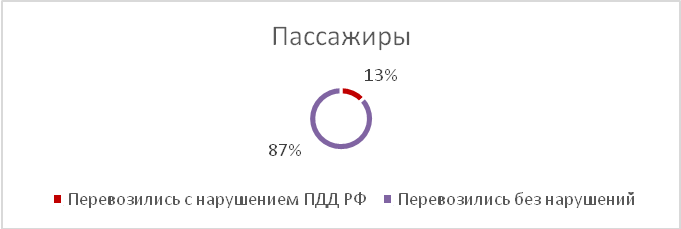 Пассажиры
13%
87%
Перевозились с нарушением ПДД РФ
Перевозились без нарушений